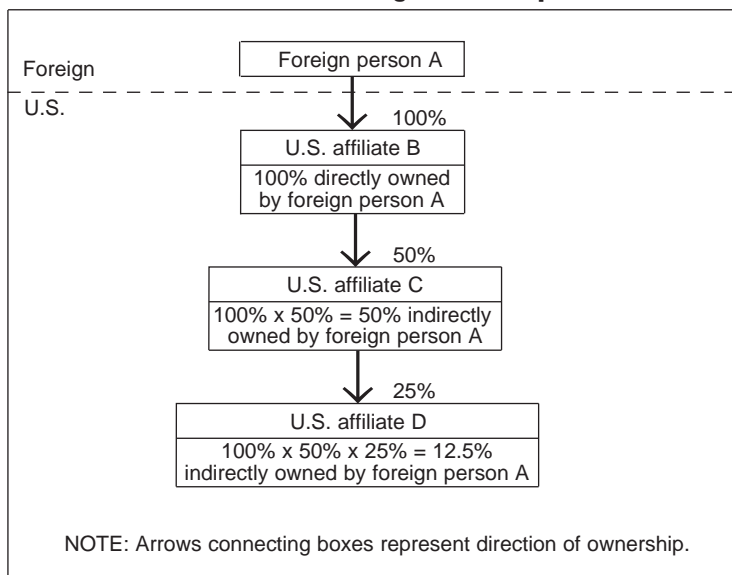 Foreign person A
Foreign
U.S.
100%
U.S. affiliate B
100% directly owned
by foreign person A
50%
U.S. affiliate C
100% x 50% = 50% indirectly
owned by foreign person A
25%
U.S. affiliate D
100% x 50% x 25% = 12.5%
indirectly owned by foreign person A
NOTE: Arrows connecting boxes represent direction of ownership.